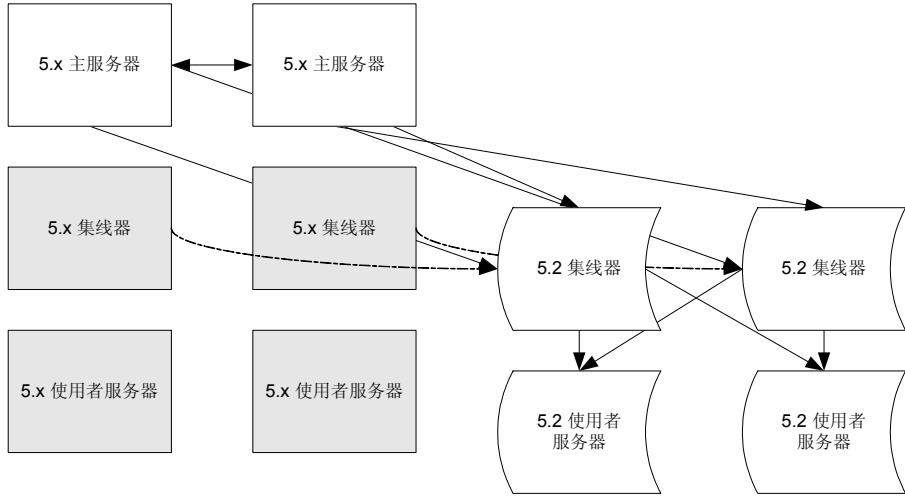 5.x 主服务器
5.x 主服务器
5.x 集线器
5.x 集线器
5.2 集线器
5.2 集线器
5.x 使用者服务器
5.x 使用者服务器
5.2 使用者
服务器
5.2 使用者
服务器